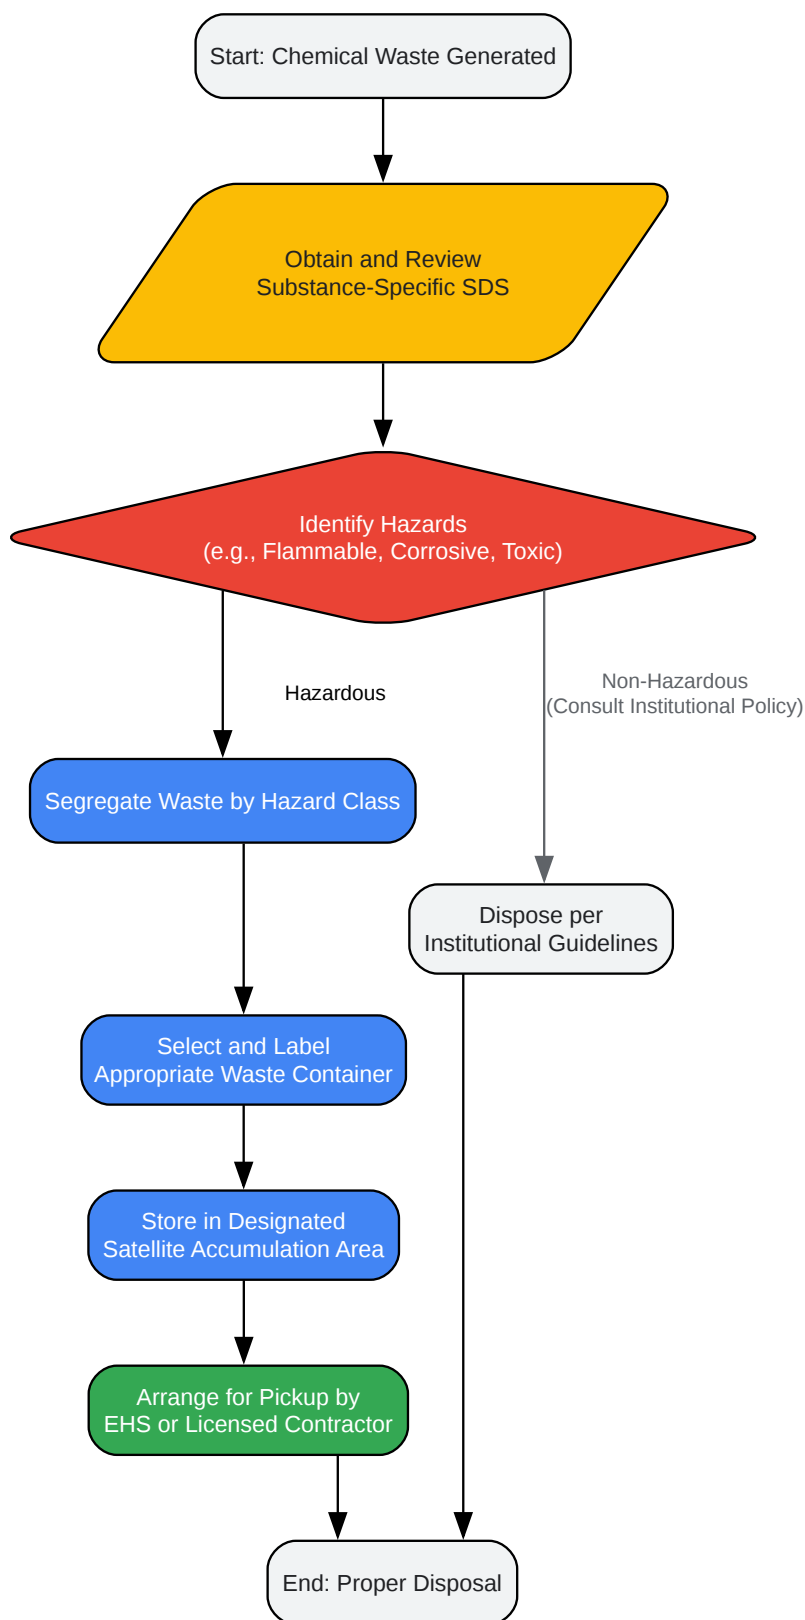 Start: Chemical Waste Generated
Obtain and Review
Substance-Specific SDS
Identify Hazards
(e.g., Flammable, Corrosive, Toxic)
Hazardous
Non-Hazardous
(Consult Institutional Policy)
Segregate Waste by Hazard Class
Dispose per
Institutional Guidelines
Select and Label
Appropriate Waste Container
Store in Designated
Satellite Accumulation Area
Arrange for Pickup by
EHS or Licensed Contractor
End: Proper Disposal